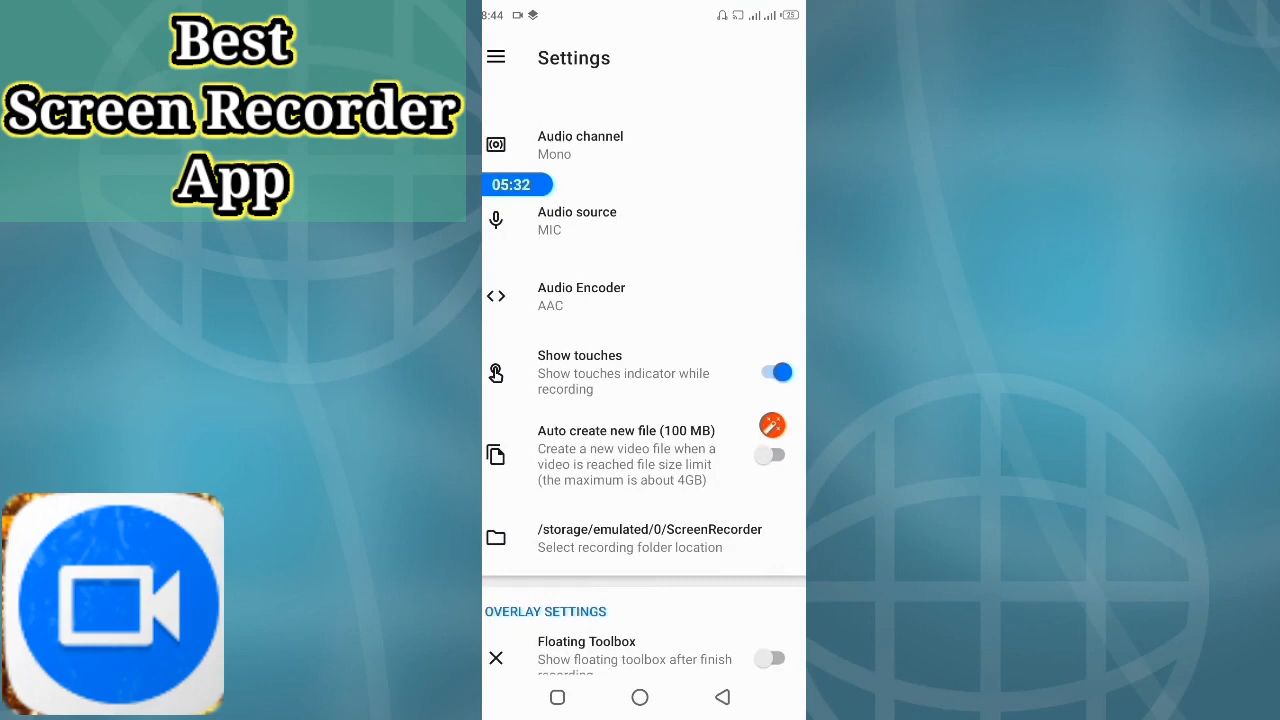 Best
Screen Recorder
App
8:44
25
Settings
Audio channel
Mono
05:32
Audio source
MIC
Audio Encoder
AAC
Show touches
Show touches indicator while
recording
Auto create new file (100 MB)
Create a new video file when a
video is reached file size limit
(the maximum is about 4GB)
/storage/emulated/0/ScreenRecorder
Select recording folder location
OVERLAY SETTINGS
Floating Toolbox
Show floating toolbox after finish
recording